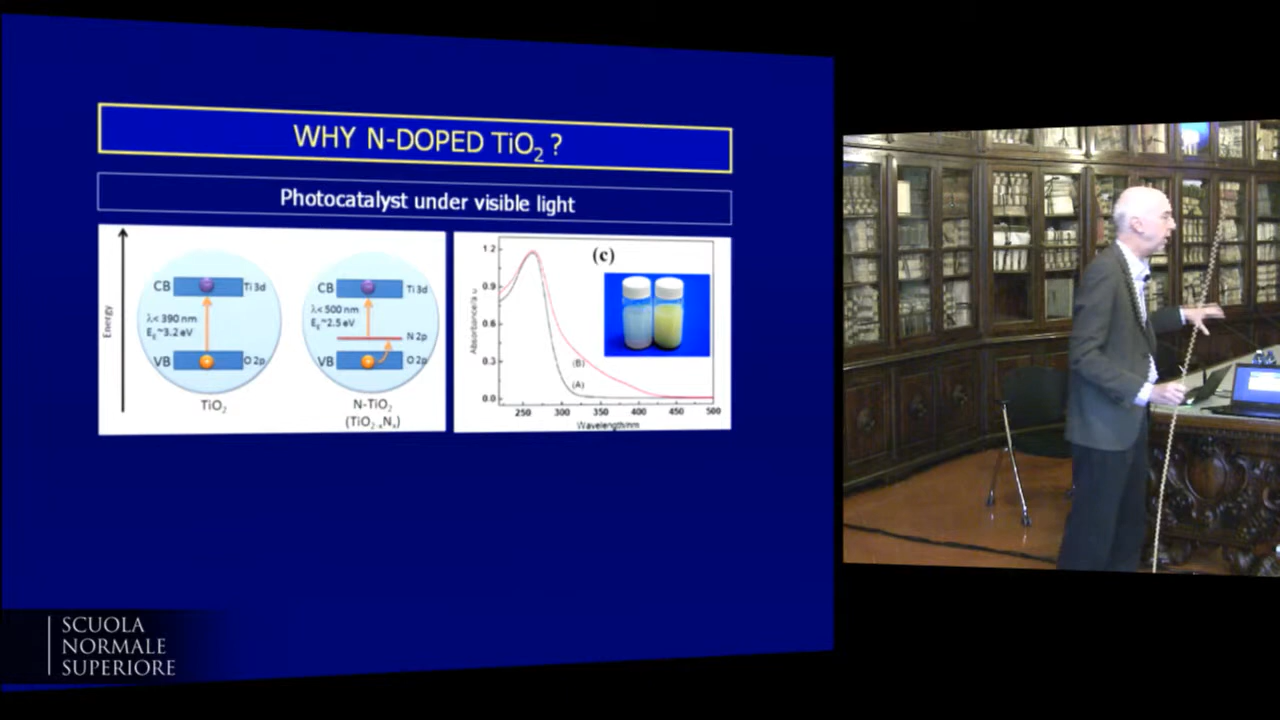 WHY N-DOPED TiO2 ?
Photocatalyst under visible light
Energy
CB
Ti 3d
λ< 390 nm
Eg~3.2 eV
VB
O 2p
TiO2
CB
Ti 3d
λ< 500 nm
Eg~2.5 eV
N 2p
VB
O 2p
N-TiO2
(TiO2-xNx)
(c)
Absorbance/a u
1 2
0.9
0.6
0.3
0.0
(B)
(A)
250
300
350
400
450
500
Wavelength/nm
SCUOLA
NORMALE
SUPERIORE